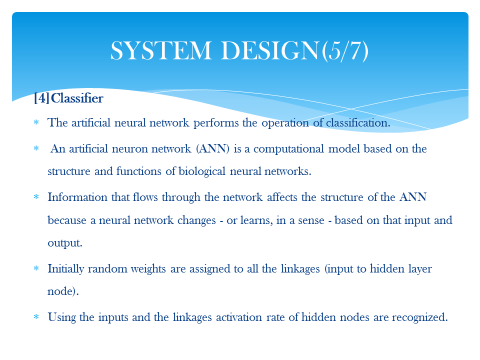 SYSTEM DESIGN(5/7)
[4]Classifier
* The artificial neural network performs the operation of classification.
* An artificial neuron network (ANN) is a computational model based on the
structure and functions of biological neural networks.
* Information that flows through the network affects the structure of the ANN
because a neural network changes - or learns, in a sense - based on that input and
output.
* Initially random weights are assigned to all the linkages (input to hidden layer
node).
* Using the inputs and the linkages activation rate of hidden nodes are recognized.